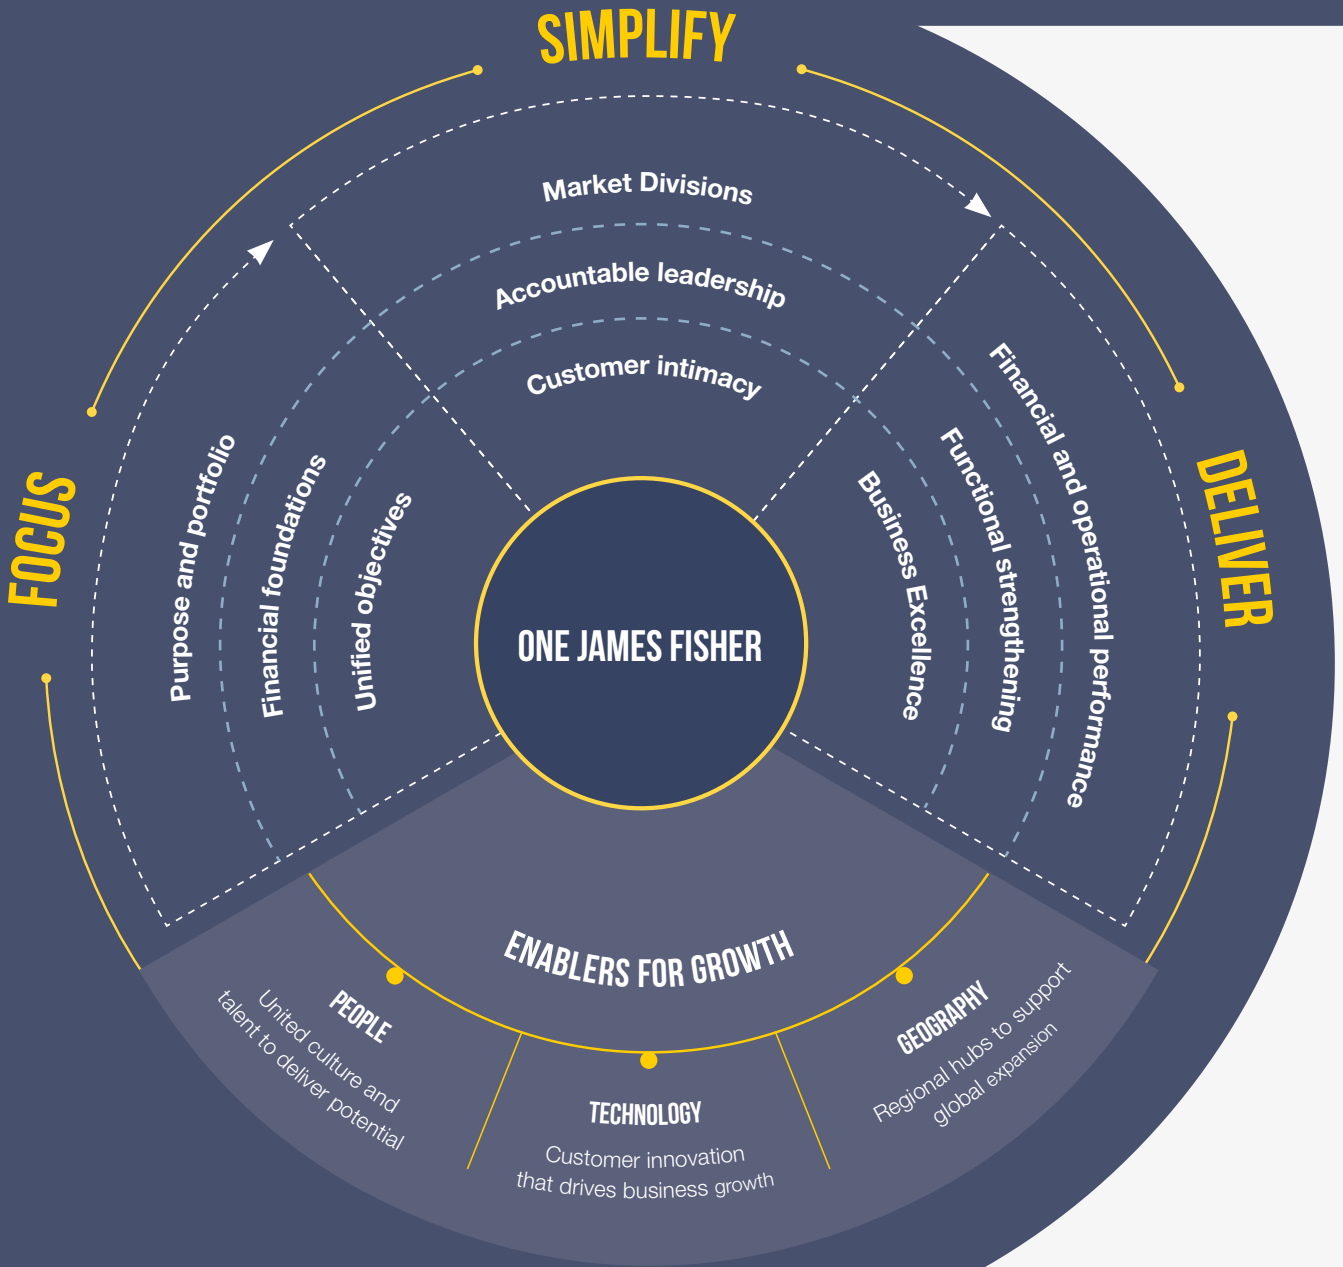 SIMPLIFY
Market Divisions
Accountable leadership
Customer intimacy
FOCUS
Purpose and portfolio
Financial foundations
Unified objectives
ONE JAMES FISHER
DELIVER
Financial and operational performance
Functional strengthening
Business Excellence
ENABLERS FOR GROWTH
PEOPLE
United culture and
talent to deliver potential
TECHNOLOGY
Customer innovation
that drives business growth
GEOGRAPHY
Regional hubs to support
global expansion